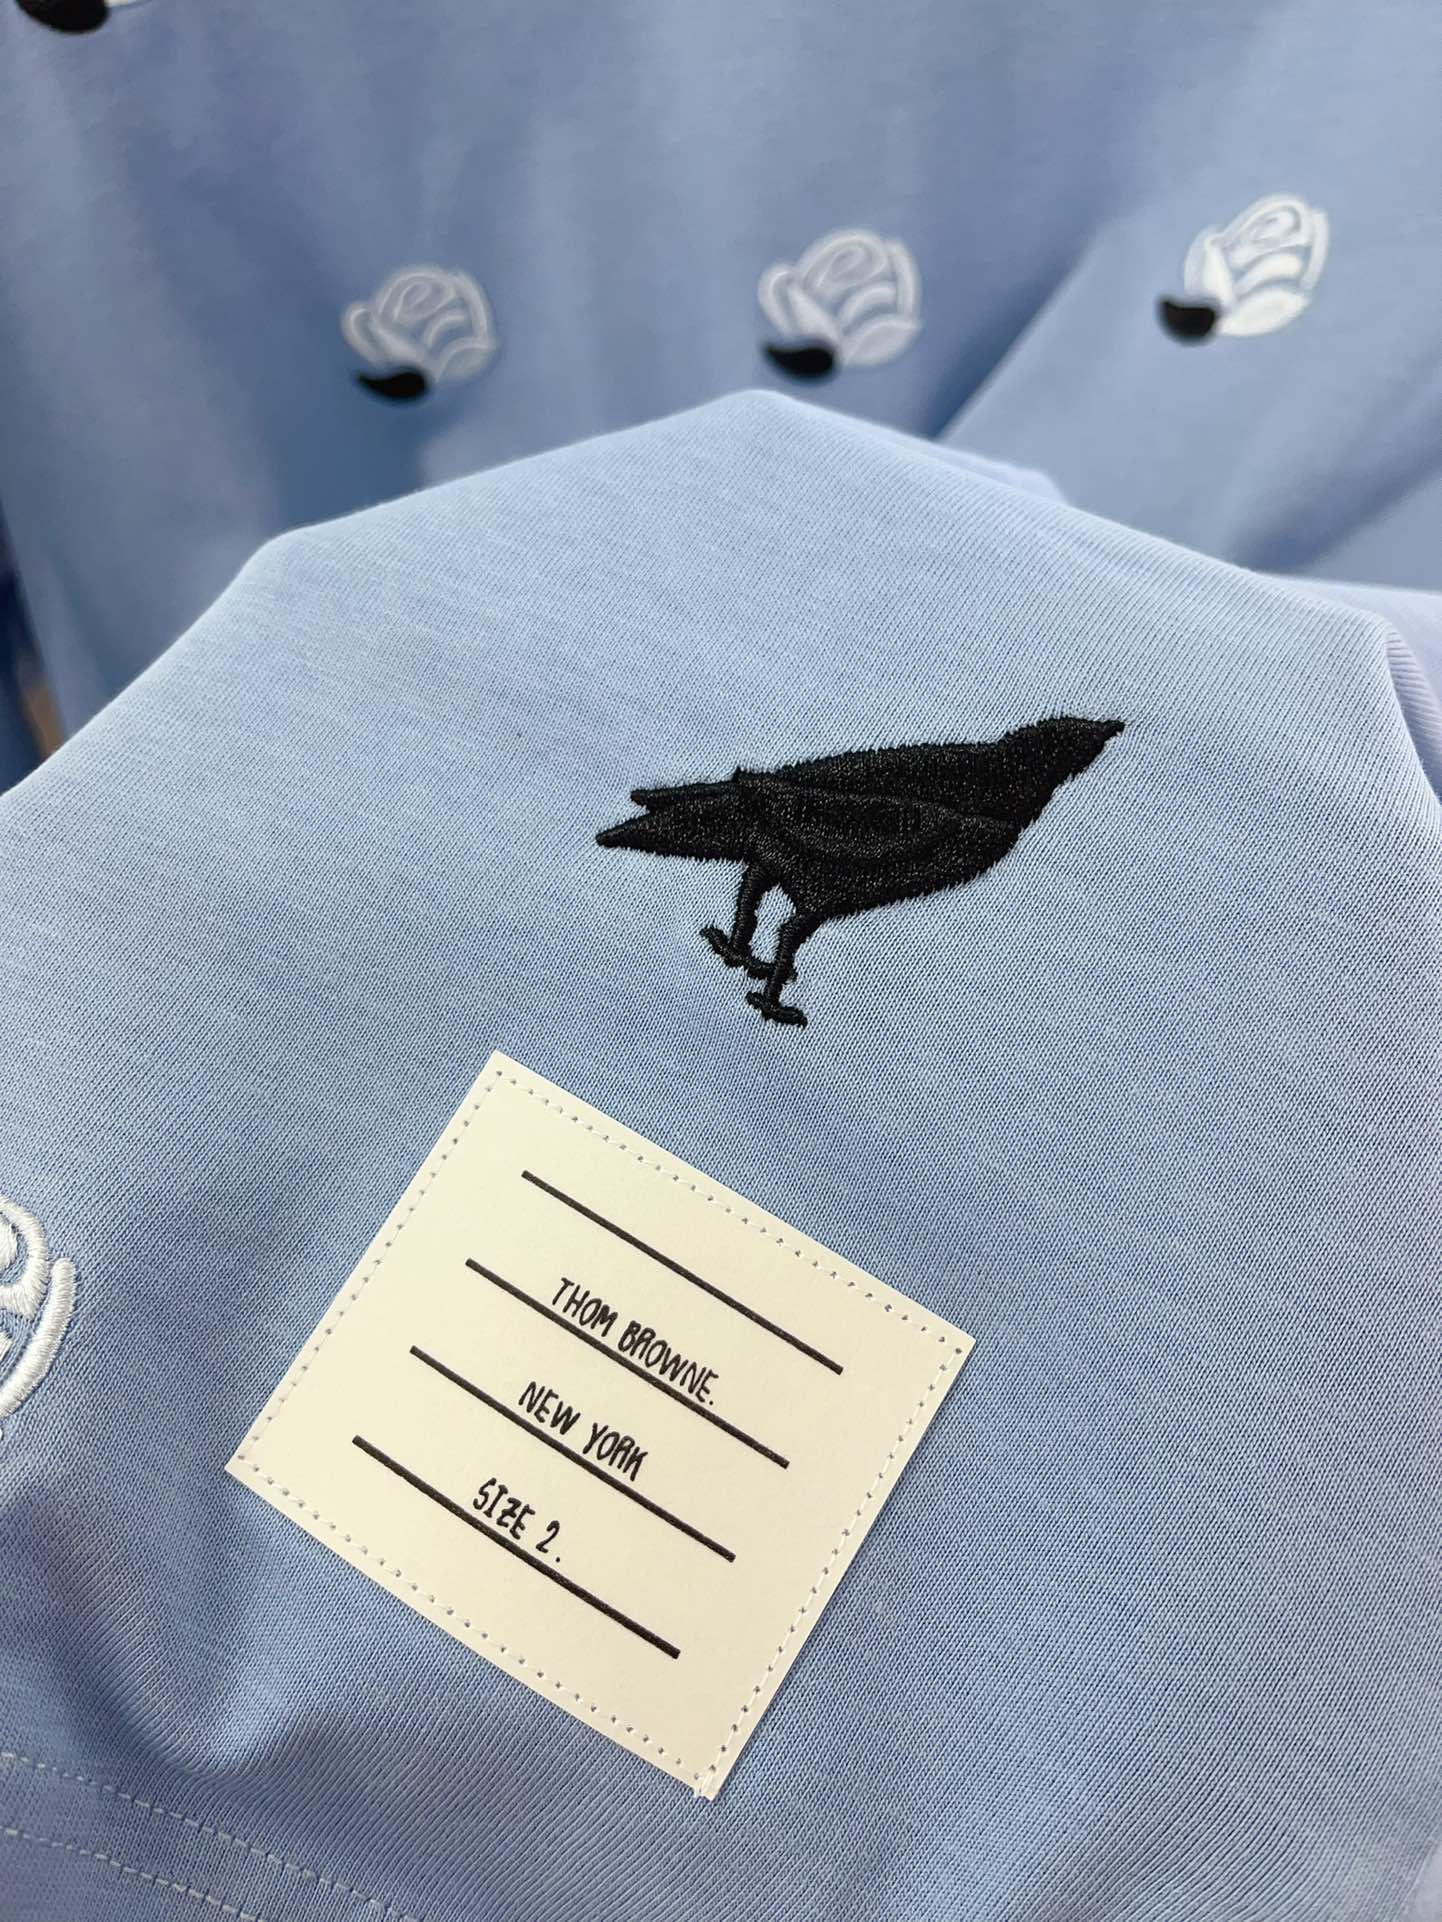 THOM BROWNE.
NEW YORK
SIZE 2.